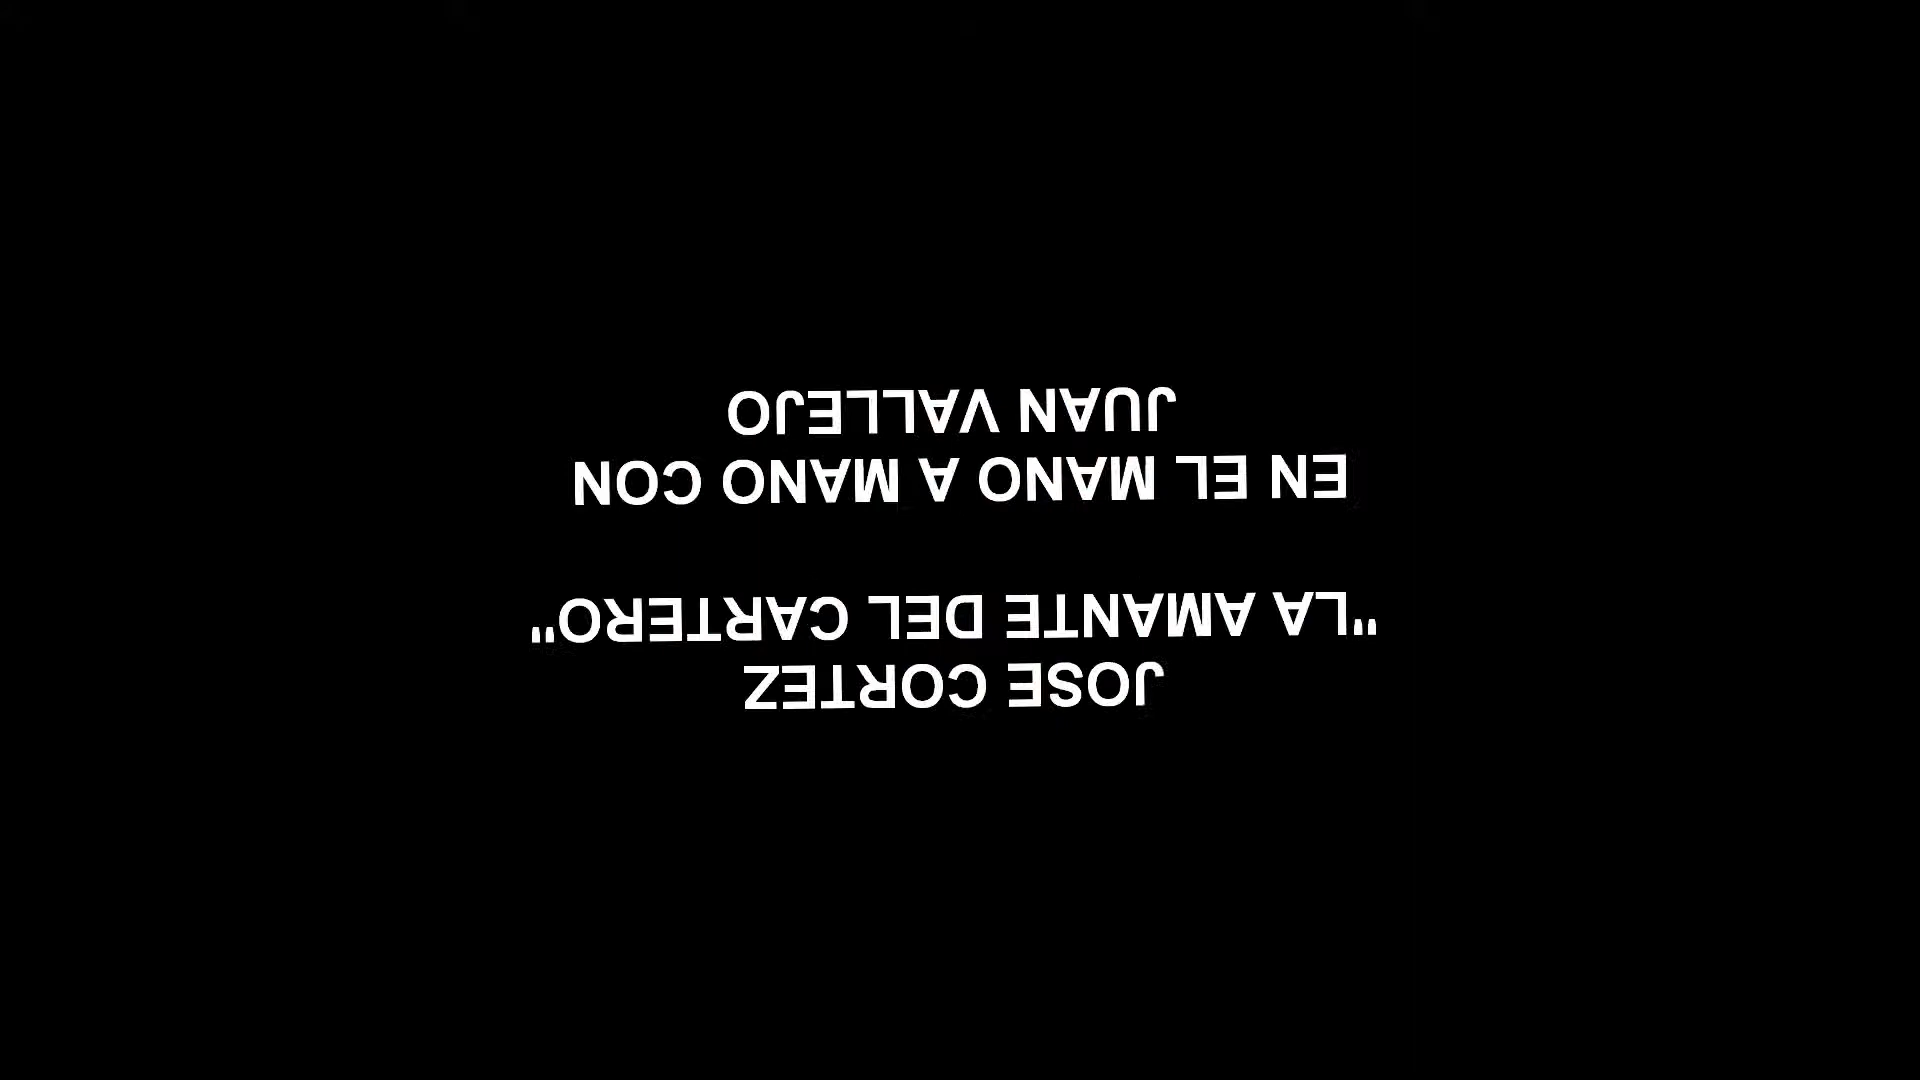 JOSE CORTEZ
"LA AMANTE DEL CARTERO"
EN EL MANO A MANO CON
JUAN VALLEJO